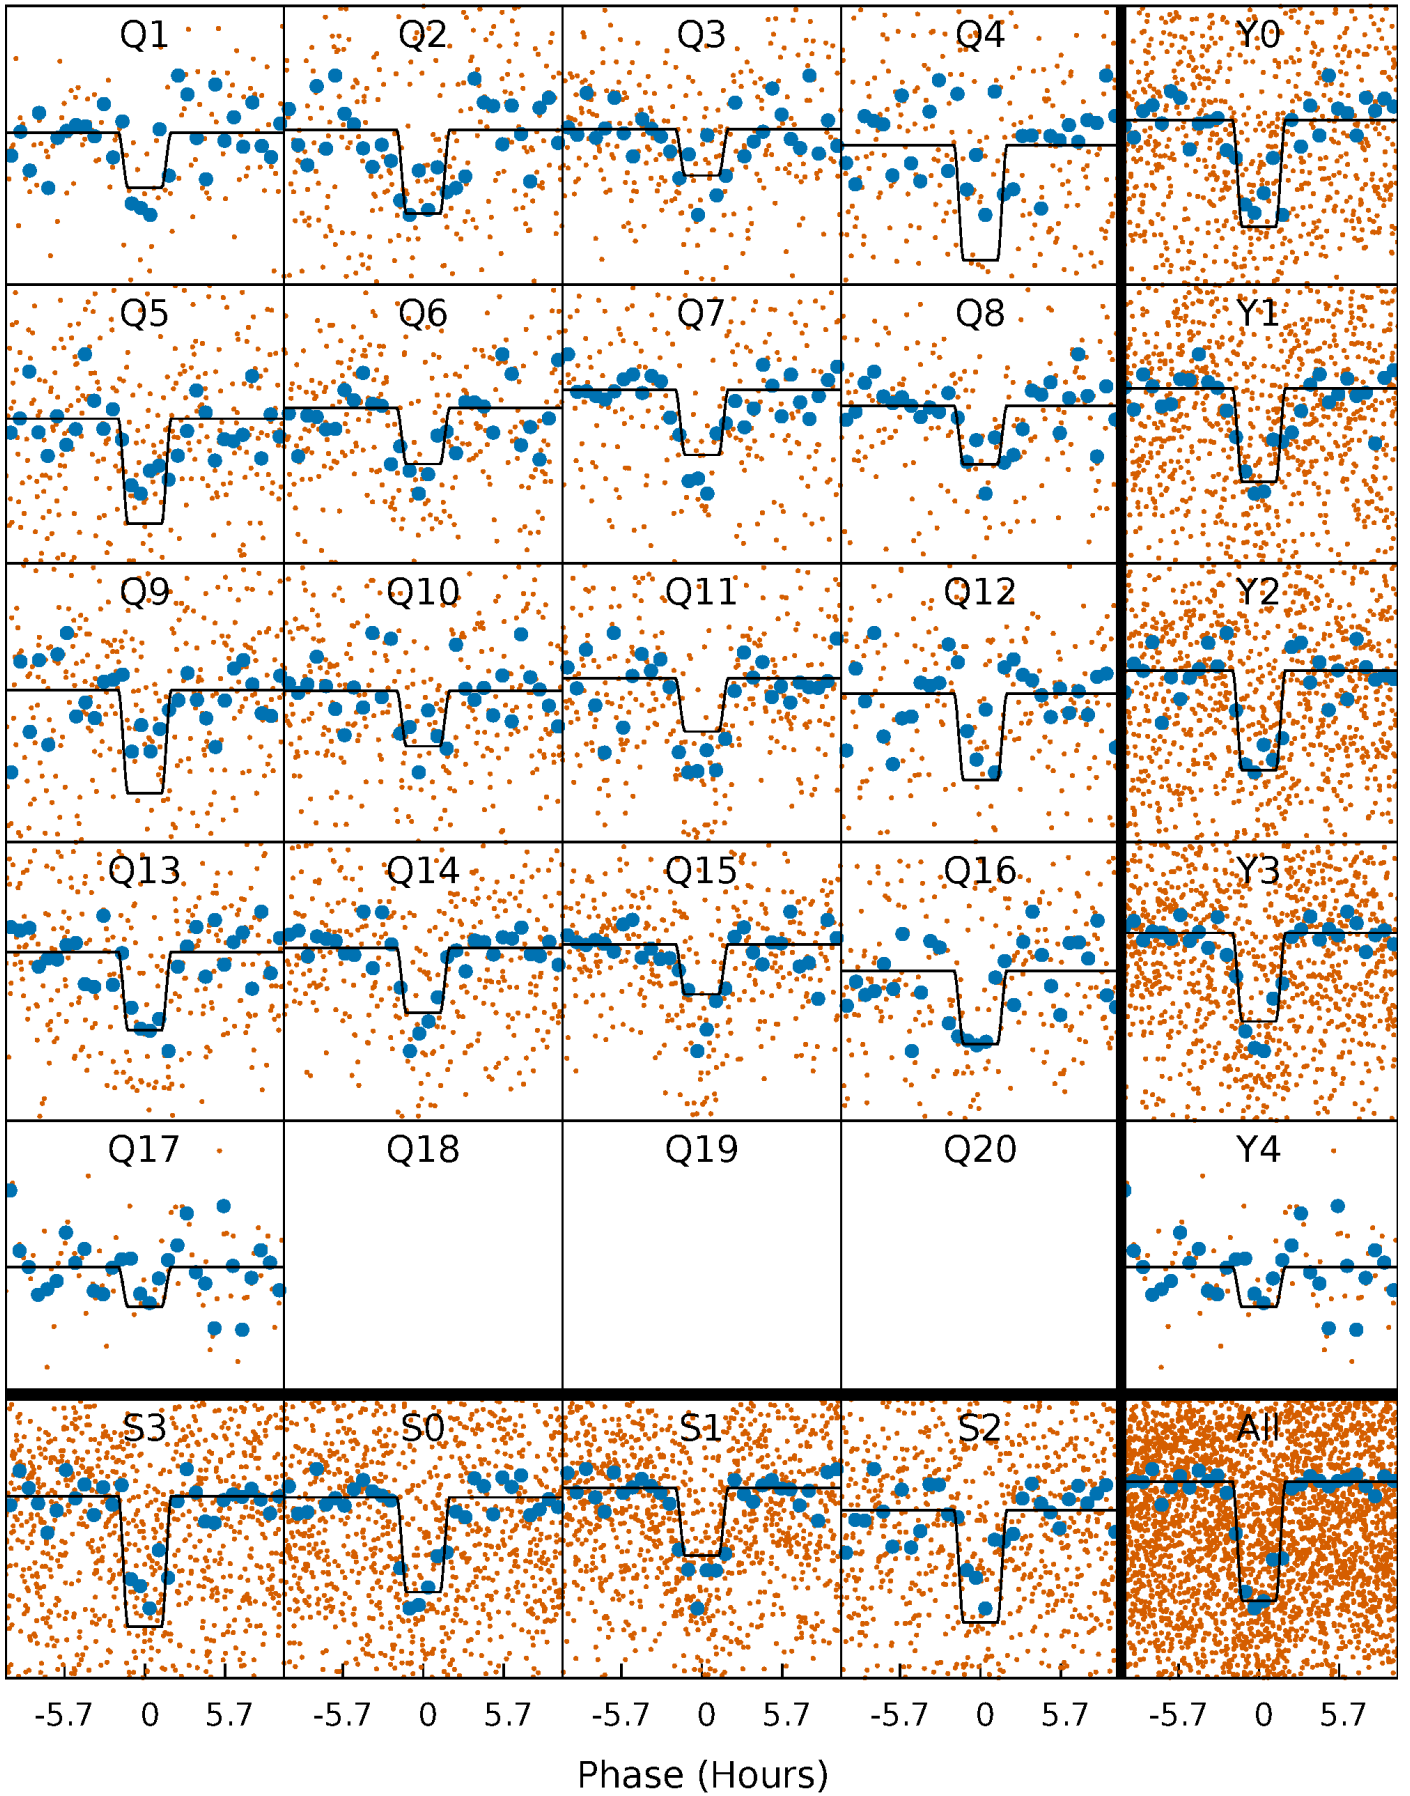 Q1 Q2 Q3 Q4 Y0
Q5 Q6 Q7 Q8 Y1
Q9 Q10 Q11 Q12 Y2
Q13 Q14 Q15 Q16 Y3
Q17 Q18 Q19 Q20 Y4
S3 S0 S1 S2 All
-5.7 0 5.7 -5.7 0 5.7 -5.7 0 5.7 -5.7 0 5.7 -5.7 0 5.7
Phase (Hours)